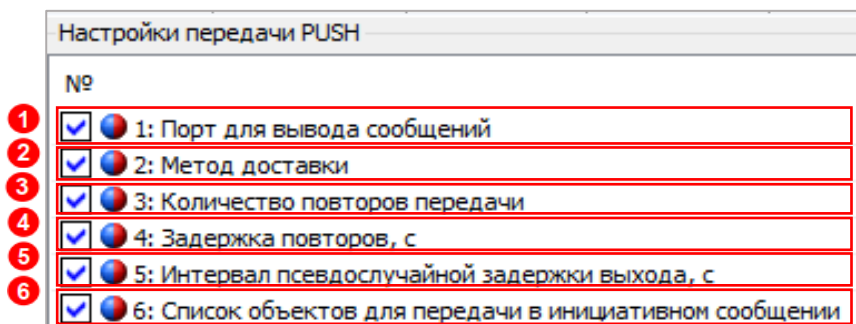 Настройки передачи PUSH
№
1 1: Порт для вывода сообщений
2 2: Метод доставки
3 3: Количество повторов передачи
4 4: Задержка повторов, с
5 5: Интервал псевдослучайной задержки выхода, с
6 6: Список объектов для передачи в инициативном сообщении